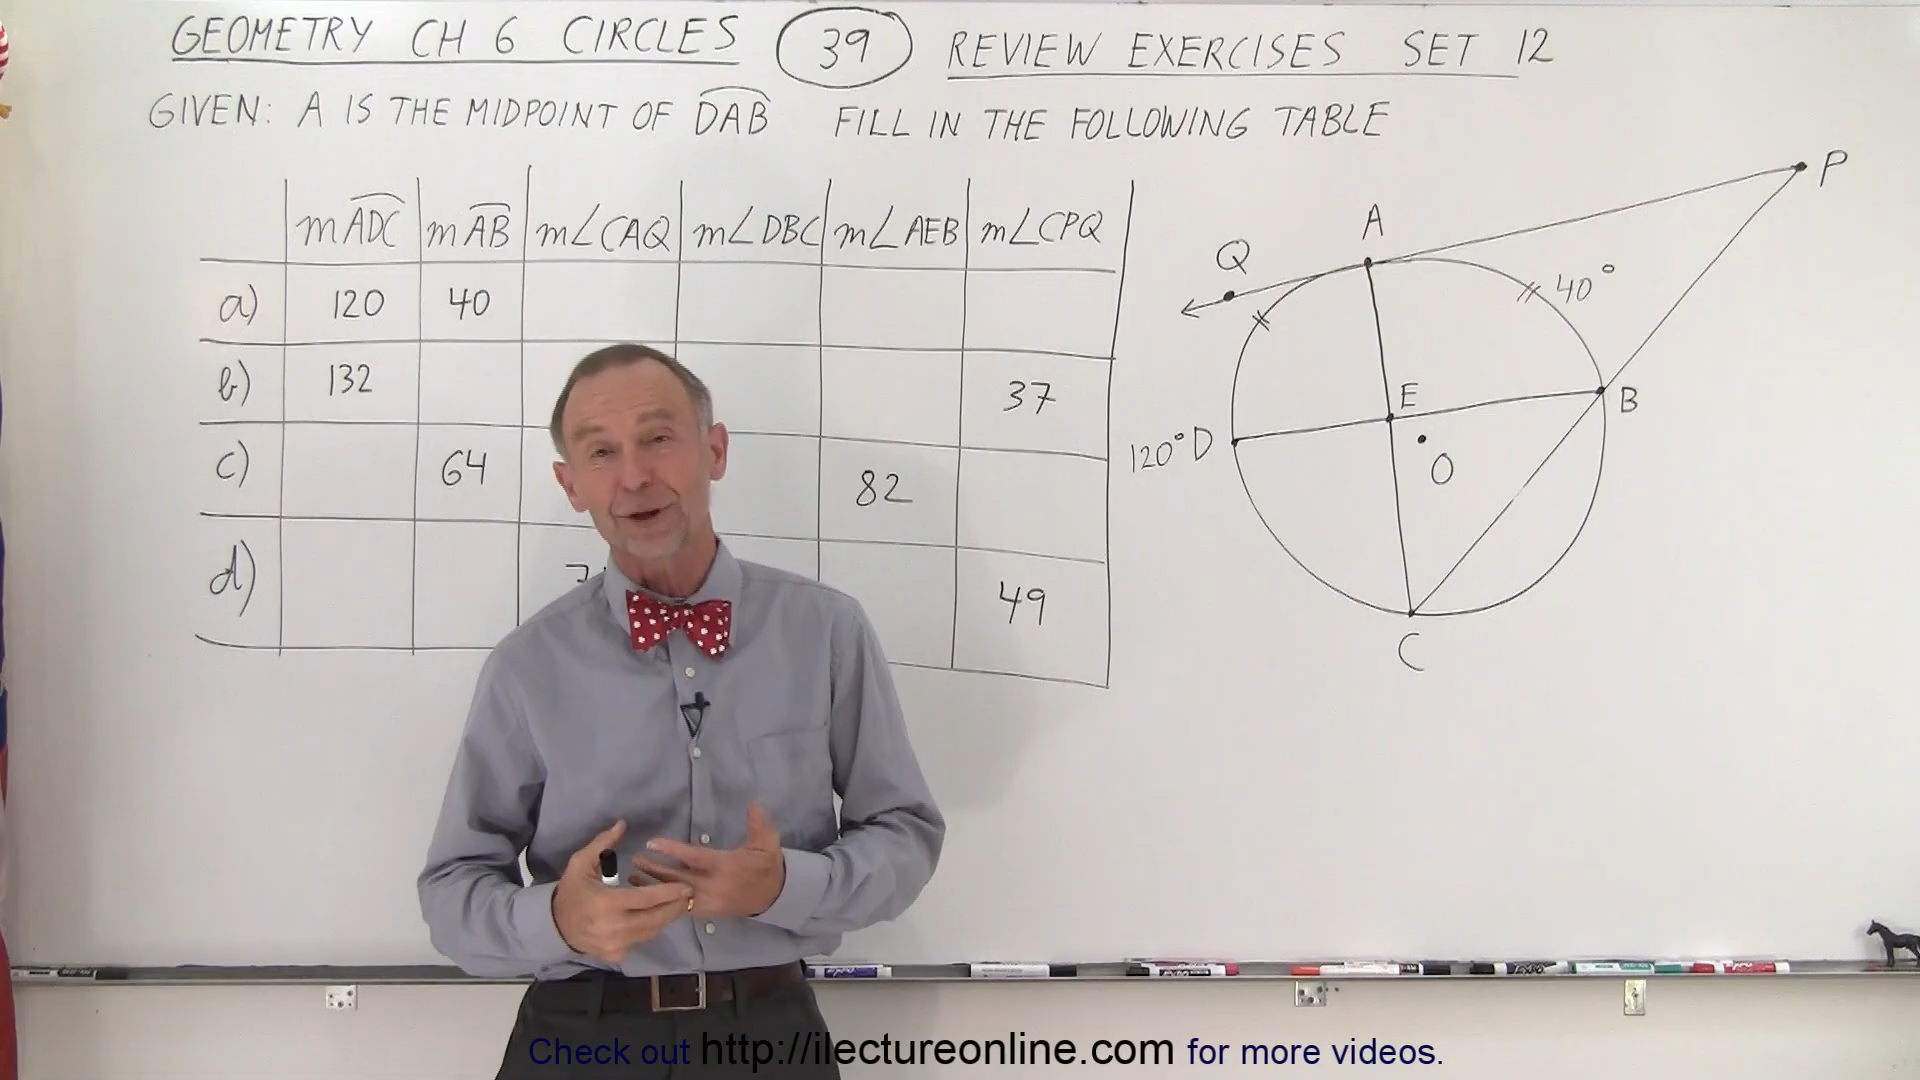 GEOMETRY CH 6 CIRCLES 39 REVIEW EXERCISES SET 12
GIVEN: A IS THE MIDPOINT OF DAB FILL IN THE FOLLOWING TABLE
mADC mAB m∠CAQ m∠DBC m∠AEB m∠CPQ
a) 120 40
b) 132 37
c) 64 82
d) 49
P
A
Q
40°
E
B
120° D
O
C
Check out http://ilectureonline.com for more videos.